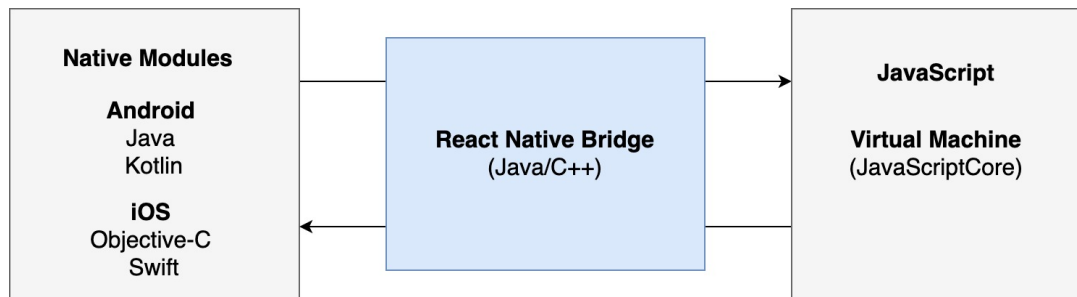 Native Modules
Android
Java
Kotlin
iOS
Objective-C
Swift
React Native Bridge
(Java/C++)
JavaScript
Virtual Machine
(JavaScriptCore)